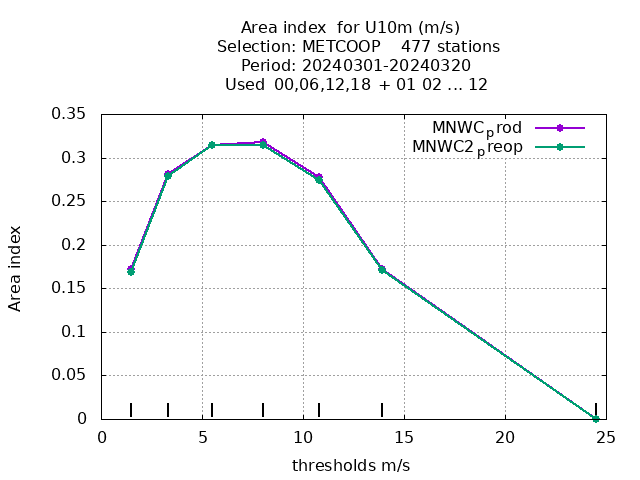 Area index  for U10m (m/s)
Selection: METCOOP    477 stations
Period: 20240301-20240320
Used  00,06,12,18  + 01 02 ... 12
0.35
0.3
0.25
0.2
0.15
0.1
0.05
0
Area index
MNWC_prod
MNWC2_preop
0
5
10
15
20
25
thresholds m/s